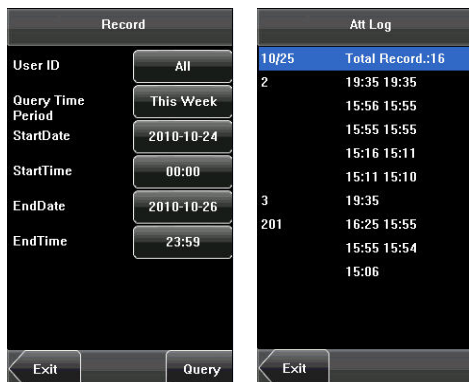 Record
User ID All
Query Time Period This Week
StartDate 2010-10-24
StartTime 00:00
EndDate 2010-10-26
EndTime 23:59
Exit Query
Att Log
10/25 Total Record.:16
2 19:35 19:35
15:56 15:55
15:55 15:55
15:16 15:11
15:11 15:10
3 19:35
201 16:25 15:55
15:55 15:54
15:06
Exit